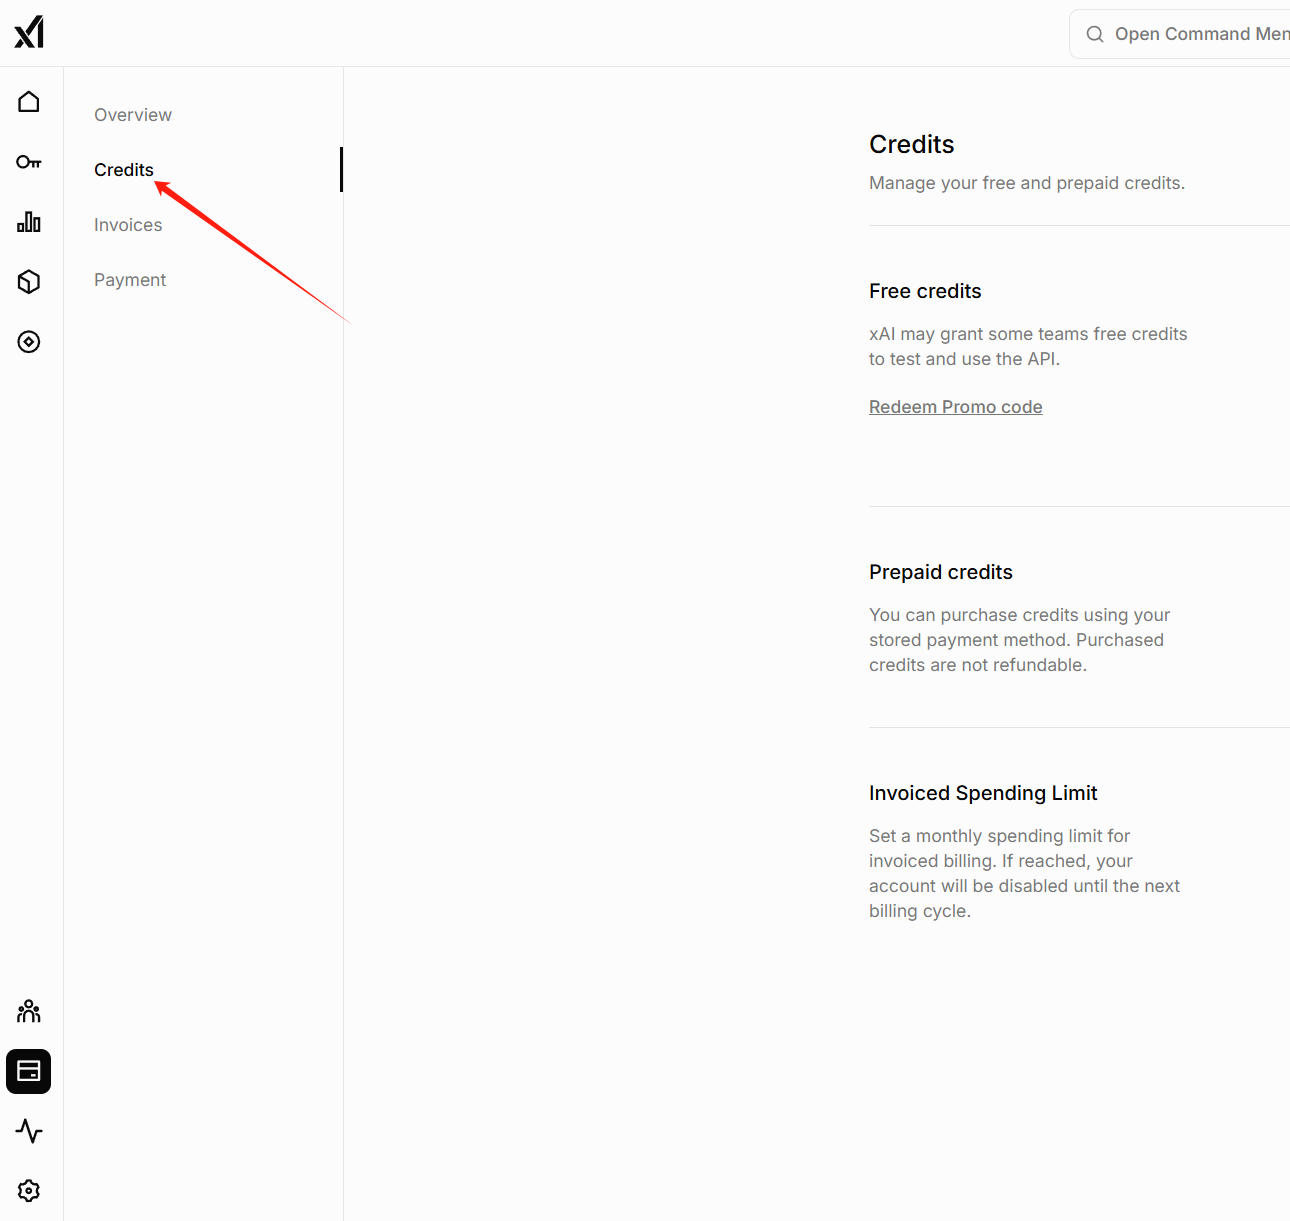 xI
Open Command Men
Overview
Credits
Invoices
Payment
Credits
Manage your free and prepaid credits.
Free credits
xAI may grant some teams free credits
to test and use the API.
Redeem Promo code
Prepaid credits
You can purchase credits using your
stored payment method. Purchased
credits are not refundable.
Invoiced Spending Limit
Set a monthly spending limit for
invoiced billing. If reached, your
account will be disabled until the next
billing cycle.